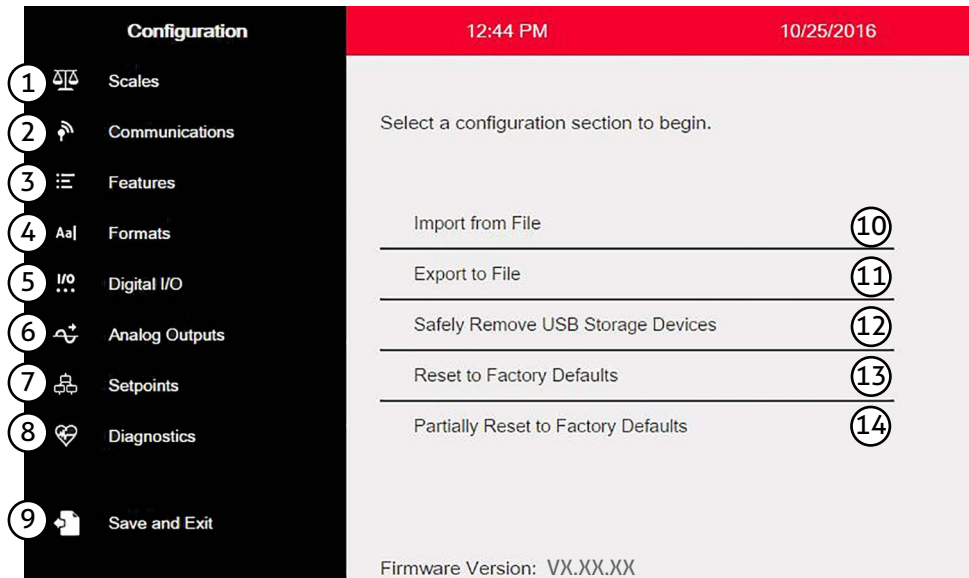 Configuration 12:44 PM 10/25/2016
1 Scales
2 Communications
3 Features
4 Aa| Formats
5 I/O Digital I/O
6 Analog Outputs
7 Setpoints
8 Diagnostics
9 Save and Exit
Select a configuration section to begin.
Import from File 10
Export to File 11
Safely Remove USB Storage Devices 12
Reset to Factory Defaults 13
Partially Reset to Factory Defaults 14
Firmware Version: VX.XX.XX